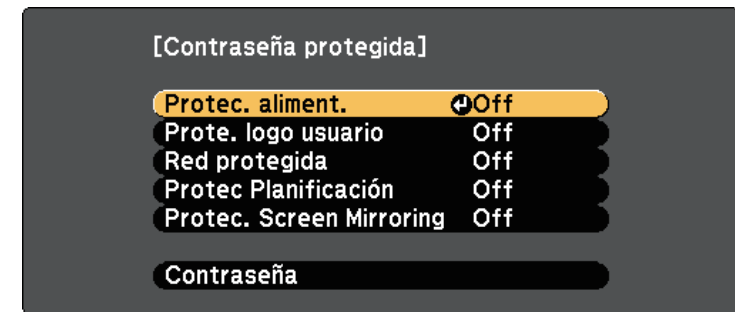 [Contraseña protegida]
Protec. aliment. Off
Prote. logo usuario Off
Red protegida Off
Protec Planificación Off
Protec. Screen Mirroring Off
Contraseña